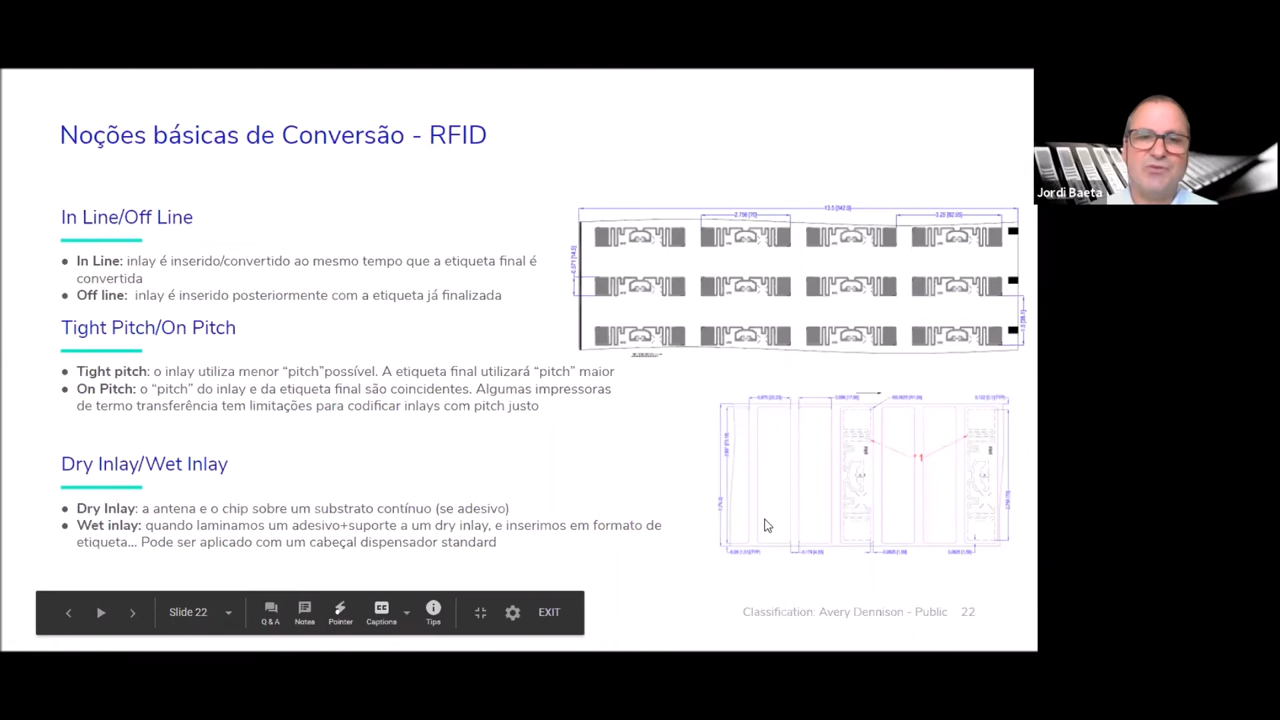 Noções básicas de Conversão - RFID
Jordi Baeta
In Line/Off Line
● In Line: inlay é inserido/convertido ao mesmo tempo que a etiqueta final é
convertida
● Off line: inlay é inserido posteriormente com a etiqueta já finalizada
Tight Pitch/On Pitch
● Tight pitch: o inlay utiliza menor “pitch”possível. A etiqueta final utilizará “pitch” maior
● On Pitch: o “pitch” do inlay e da etiqueta final são coincidentes. Algumas impressoras
de termo transferência tem limitações para codificar inlays com pitch justo
Dry Inlay/Wet Inlay
● Dry Inlay: a antena e o chip sobre um substrato contínuo (se adesivo)
● Wet inlay: quando laminamos um adesivo+suporte a um dry inlay, e inserimos em formato de
etiqueta... Pode ser aplicado com um cabeçal dispensador standard
2.756 [70]
Slide 22
Q & A
Notes
Pointer
CC
Captions
Tips
EXIT
Classification: Avery Dennison - Public 22